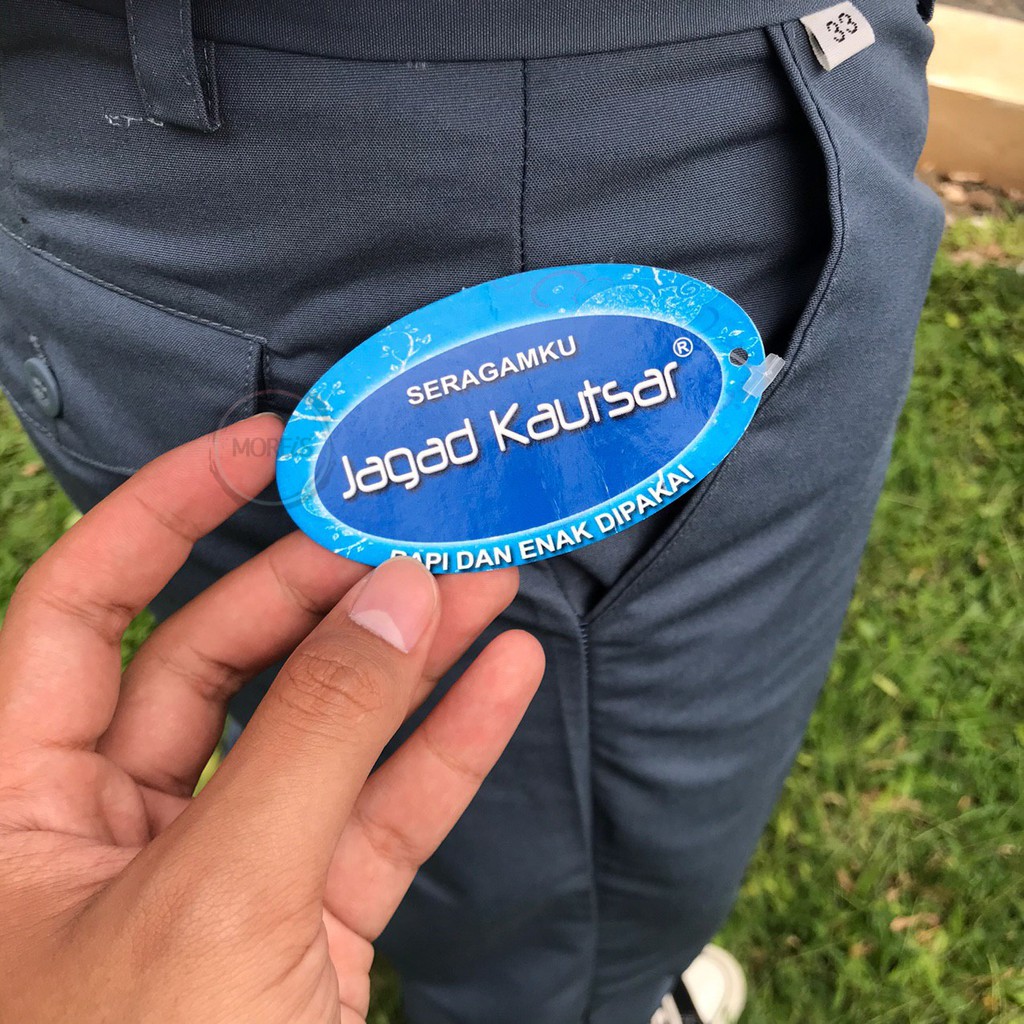 33
SERAGAMKU
Jagad Kautsar®
RAPI DAN ENAK DIPAKAI